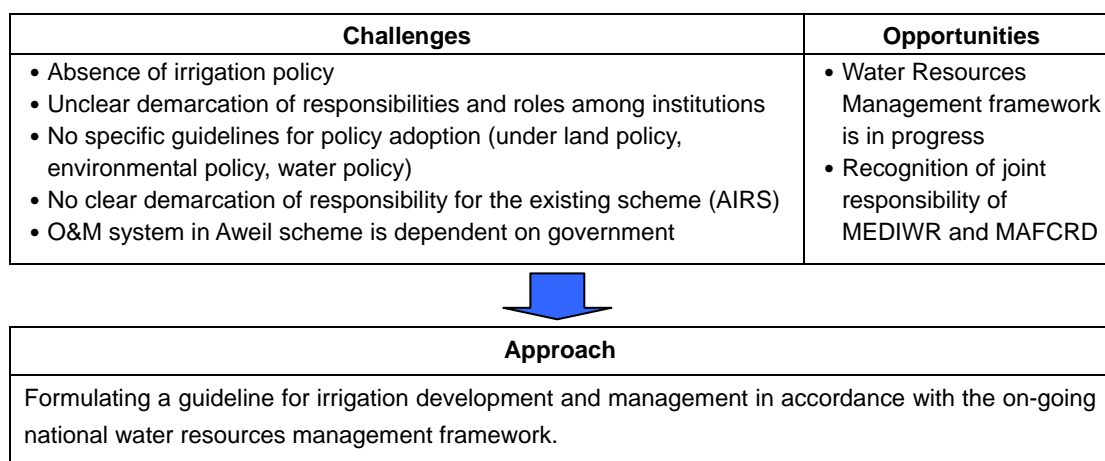 Challenges
• Absence of irrigation policy
• Unclear demarcation of responsibilities and roles among institutions
• No specific guidelines for policy adoption (under land policy,
environmental policy, water policy)
• No clear demarcation of responsibility for the existing scheme (AIRS)
• O&M system in Aweil scheme is dependent on government
Opportunities
• Water Resources
Management framework
is in progress
• Recognition of joint
responsibility of
MEDIWR and MAFCRD
Approach
Formulating a guideline for irrigation development and management in accordance with the on-going
national water resources management framework.